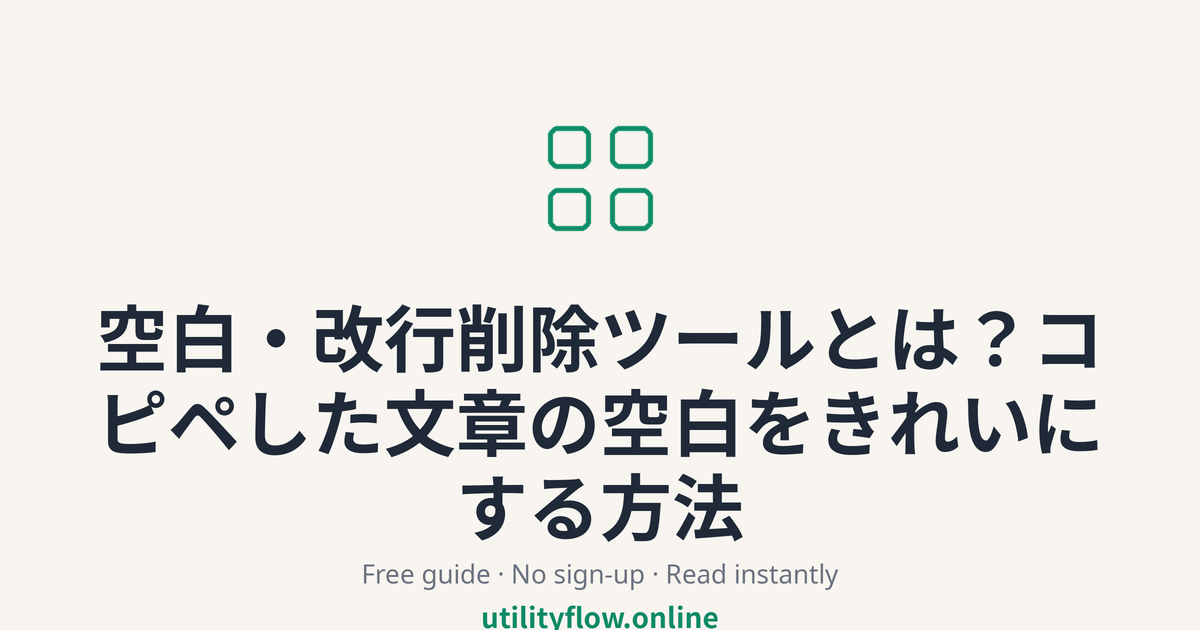 空白・改行削除ツールとは？コ
ピペした文章の空白をきれいに
する方法
Free guide · No sign-up · Read instantly
utilityflow.online